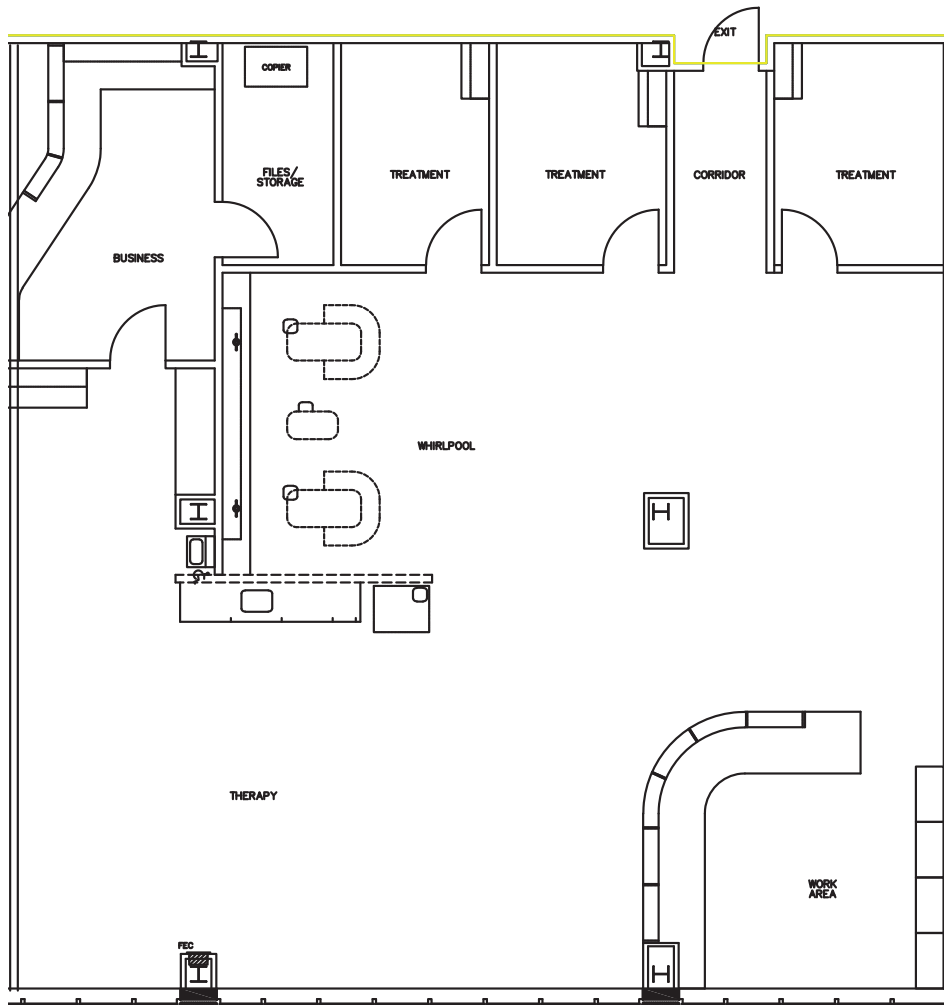 EXIT
COPIER
FILES/
STORAGE
TREATMENT
TREATMENT
CORRIDOR
TREATMENT
BUSINESS
WHIRLPOOL
THERAPY
WORK
AREA
FEC